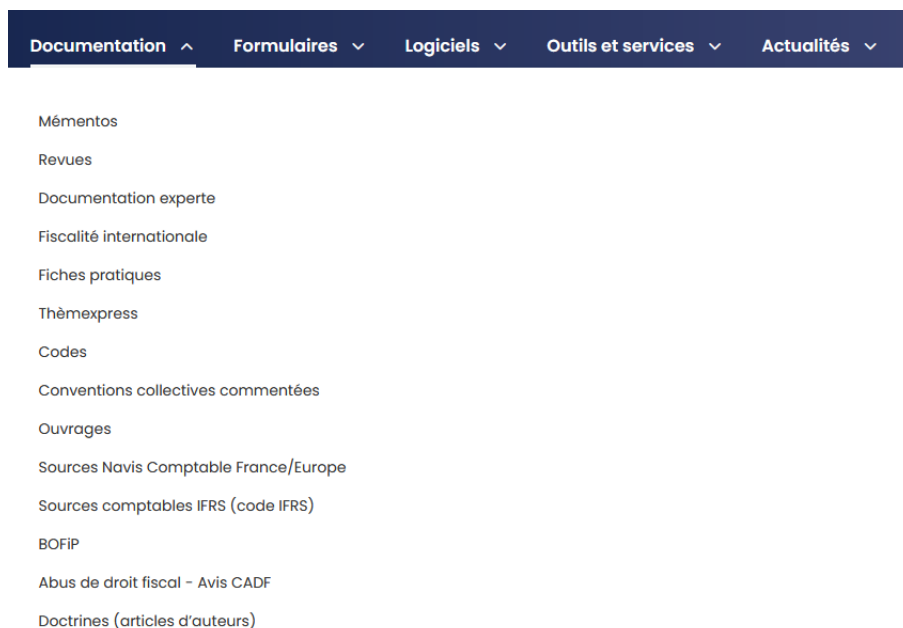 Documentation Formulaires Logiciels Outils et services Actualités
Mémentos
Revues
Documentation experte
Fiscalité internationale
Fiches pratiques
Thèmexpress
Codes
Conventions collectives commentées
Ouvrages
Sources Navis Comptable France/Europe
Sources comptables IFRS (code IFRS)
BOFiP
Abus de droit fiscal - Avis CADF
Doctrines (articles d'auteurs)